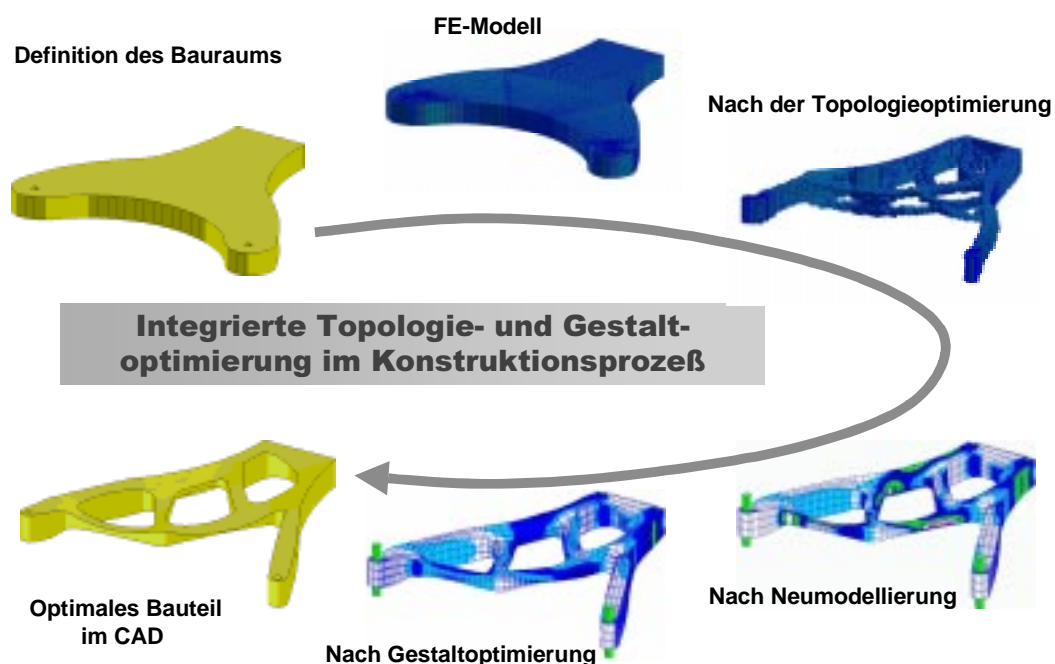 FE-Modell
Definition des Bauraums
Nach der Topologieoptimierung
Integrierte Topologie- und Gestalt-
optimierung im Konstruktionsprozeß
Optimales Bauteil
im CAD
Nach Gestaltoptimierung
Nach Neumodellierung